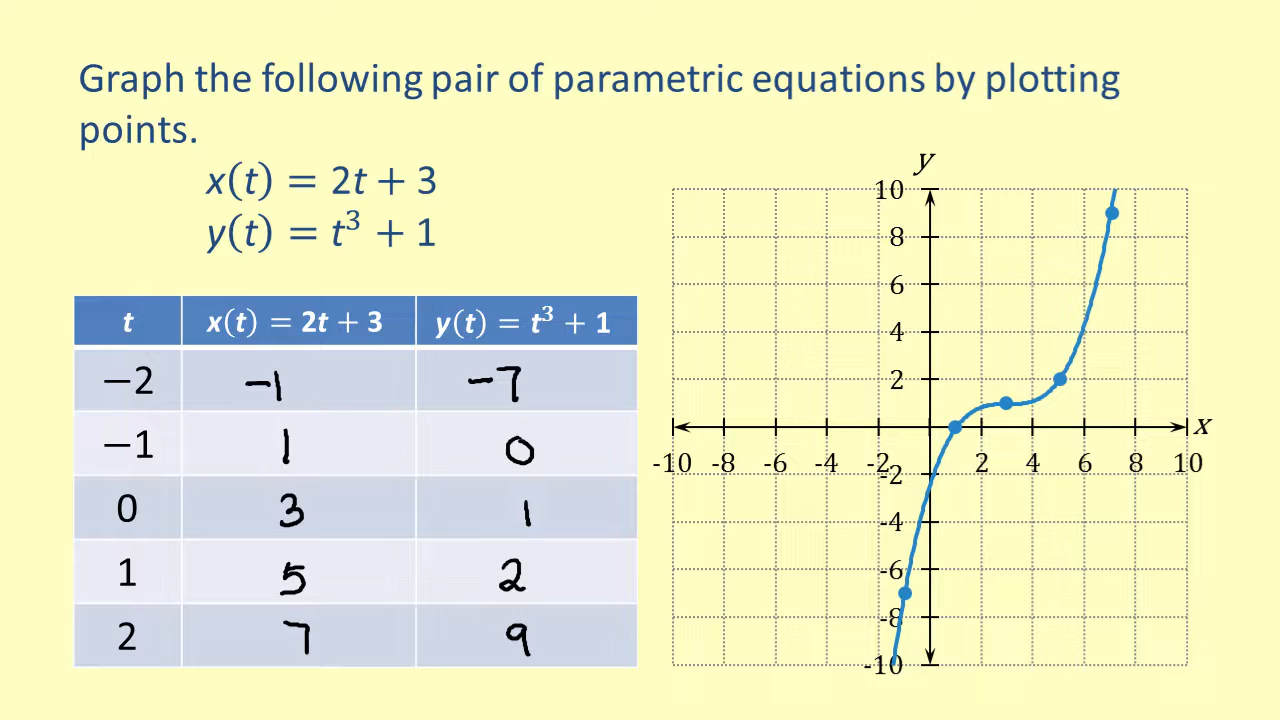 Graph the following pair of parametric equations by plotting
points.
x(t) = 2t + 3
y(t) = t³ + 1
t x(t) = 2t + 3 y(t) = t³ + 1
−2 −1 −7
−1 1 0
0 3 1
1 5 2
2 7 9
y
10
8
6
4
2
x
-10 -8 -6 -4 -2 2 4 6 8 10
-2
-4
-6
-8
-10